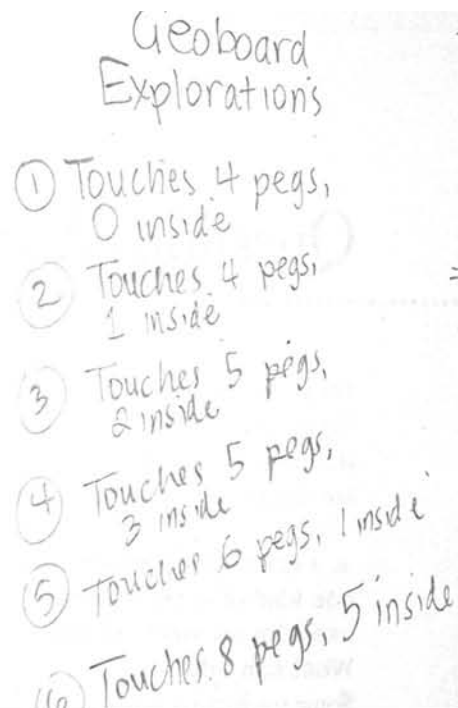 Geoboard
Explorations
① Touches 4 pegs,
0 inside
② Touches 4 pegs,
1 inside
③ Touches 5 pegs,
2 inside
④ Touches 5 pegs,
3 inside
⑤ Touches 6 pegs, 1 inside
⑥ Touches 8 pegs, 5 inside